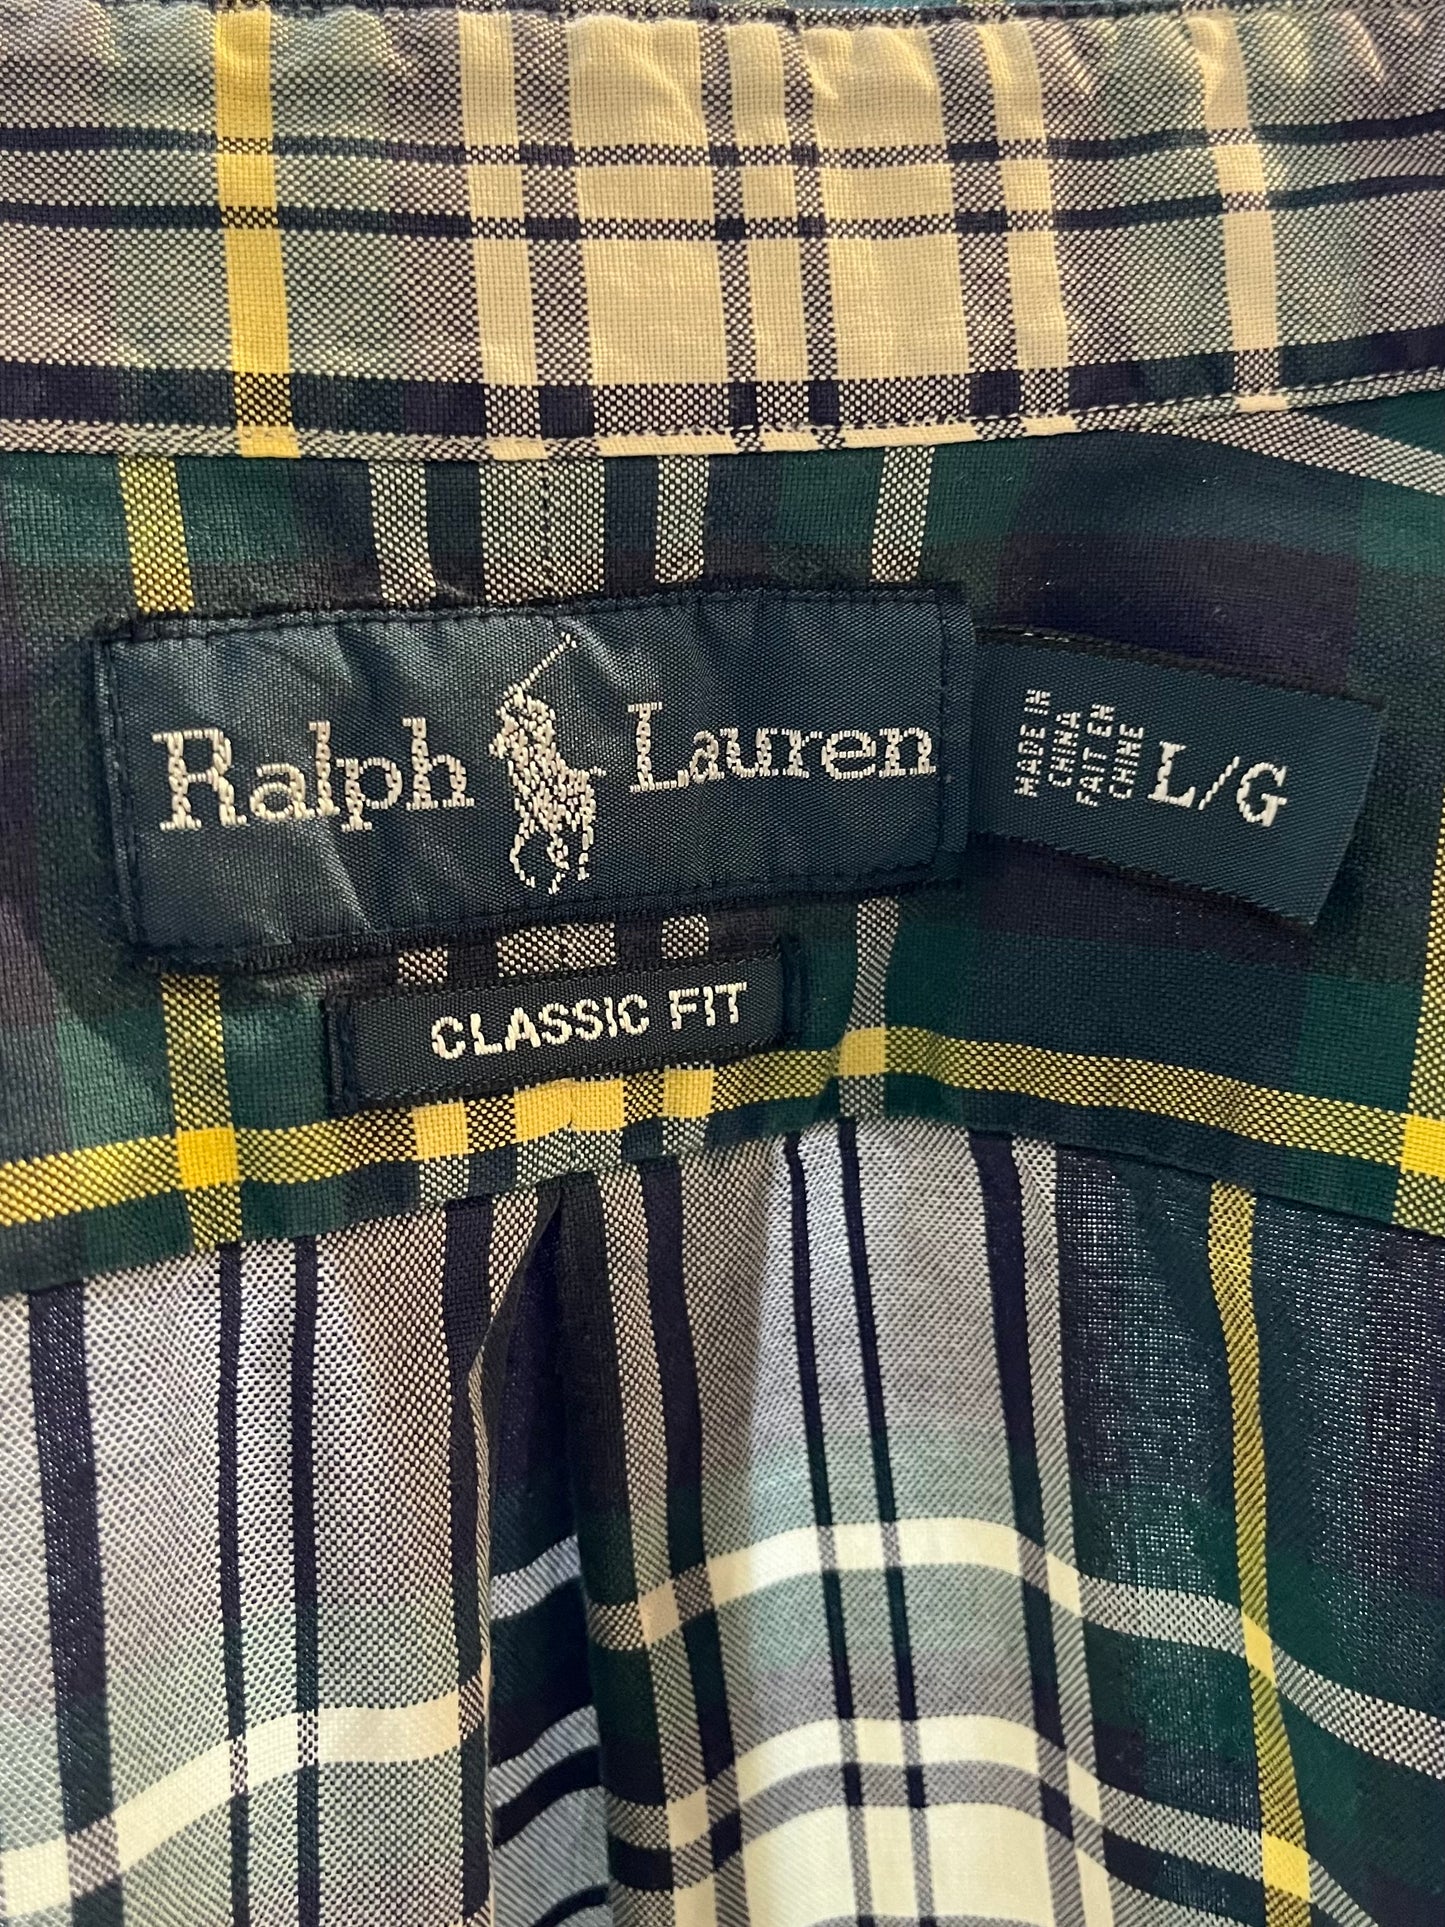 Ralph Lauren
CLASSIC FIT
MADE IN
CHINA
FAIT EN
CHINE
L/G